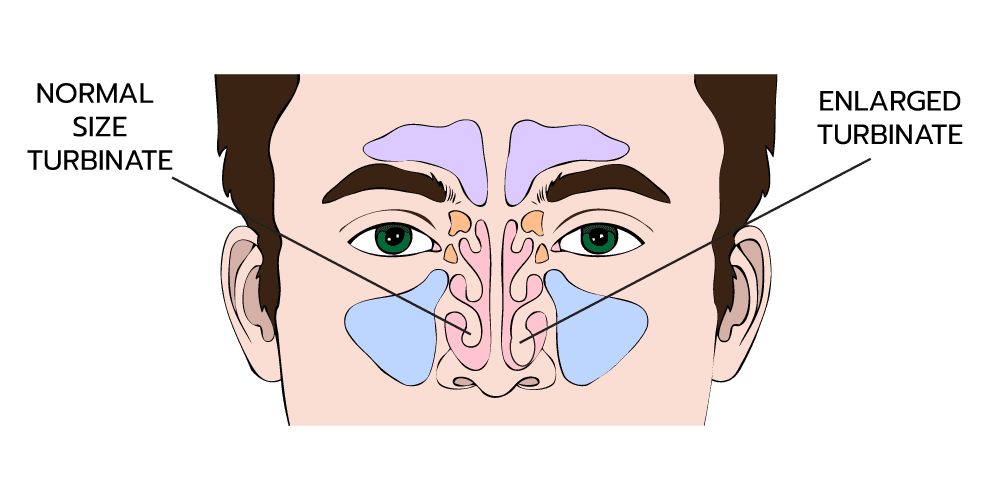 NORMAL
SIZE
TURBINATE
ENLARGED
TURBINATE